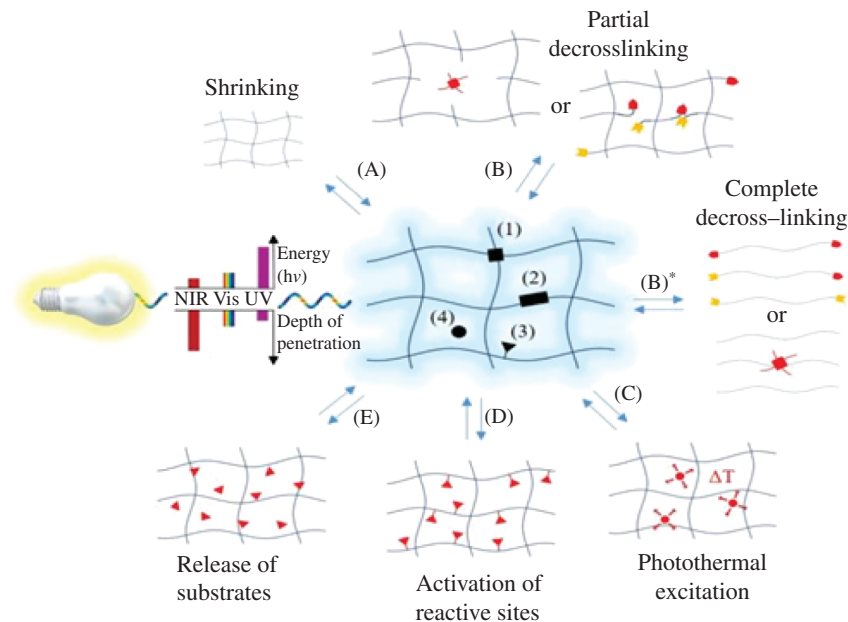 Partial
decrosslinking
or
Shrinking
(A)
(B)
Complete
decross–linking
(1)
(2)
(3)
(4)
Energy
(hν)
NIR Vis UV
Depth of
penetration
(B)*
or
(C)
(D)
(E)
ΔT
Release of
substrates
Activation of
reactive sites
Photothermal
excitation